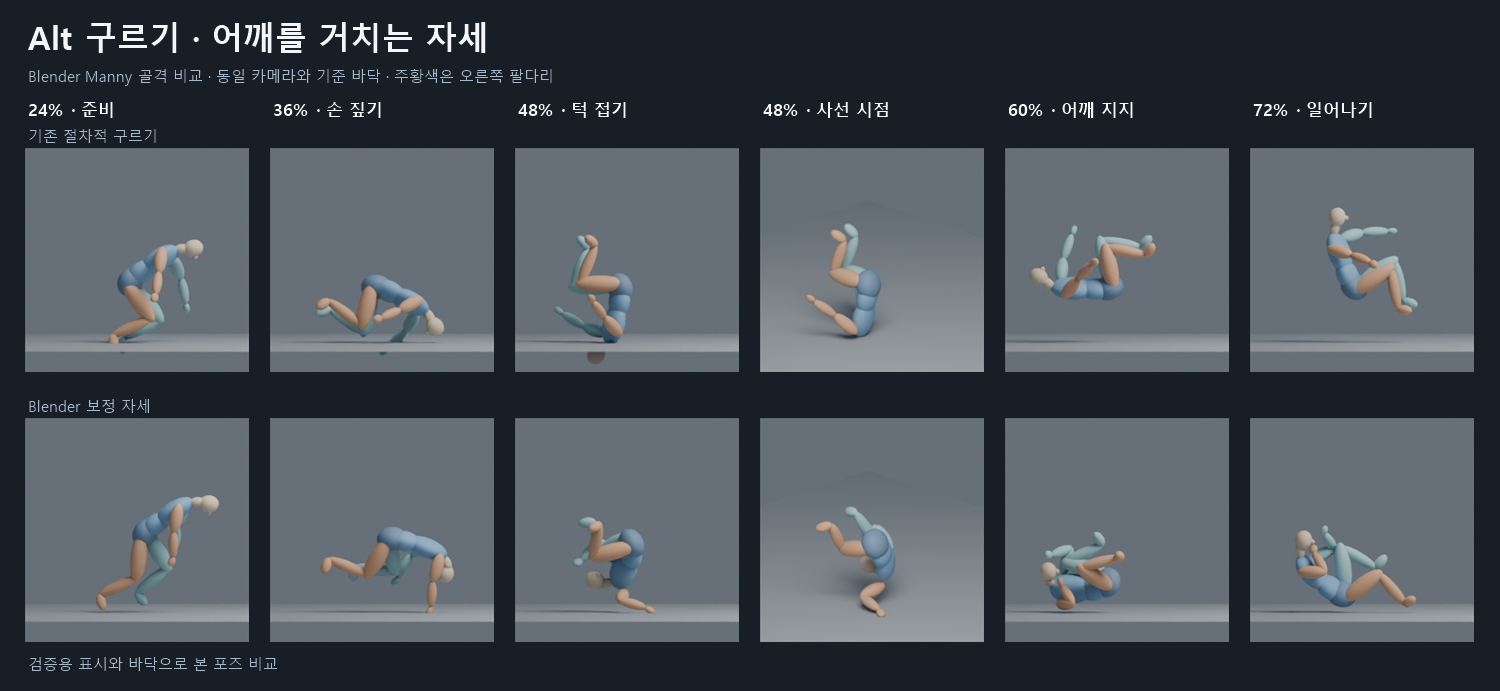 Alt 구르기 · 어깨를 거치는 자세
Blender Manny 골격 비교 · 동일 카메라와 기준 바닥 · 주황색은 오른쪽 팔다리
24% · 준비
36% · 손 짚기
48% · 턱 접기
48% · 사선 시점
60% · 어깨 지지
72% · 일어나기
기존 절차적 구르기
Blender 보정 자세
검증용 표시와 바닥으로 본 포즈 비교